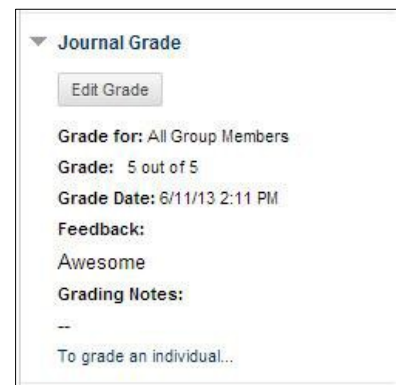 Journal Grade
Edit Grade
Grade for: All Group Members
Grade: 5 out of 5
Grade Date: 6/11/13 2:11 PM
Feedback:
Awesome
Grading Notes:
--
To grade an individual...